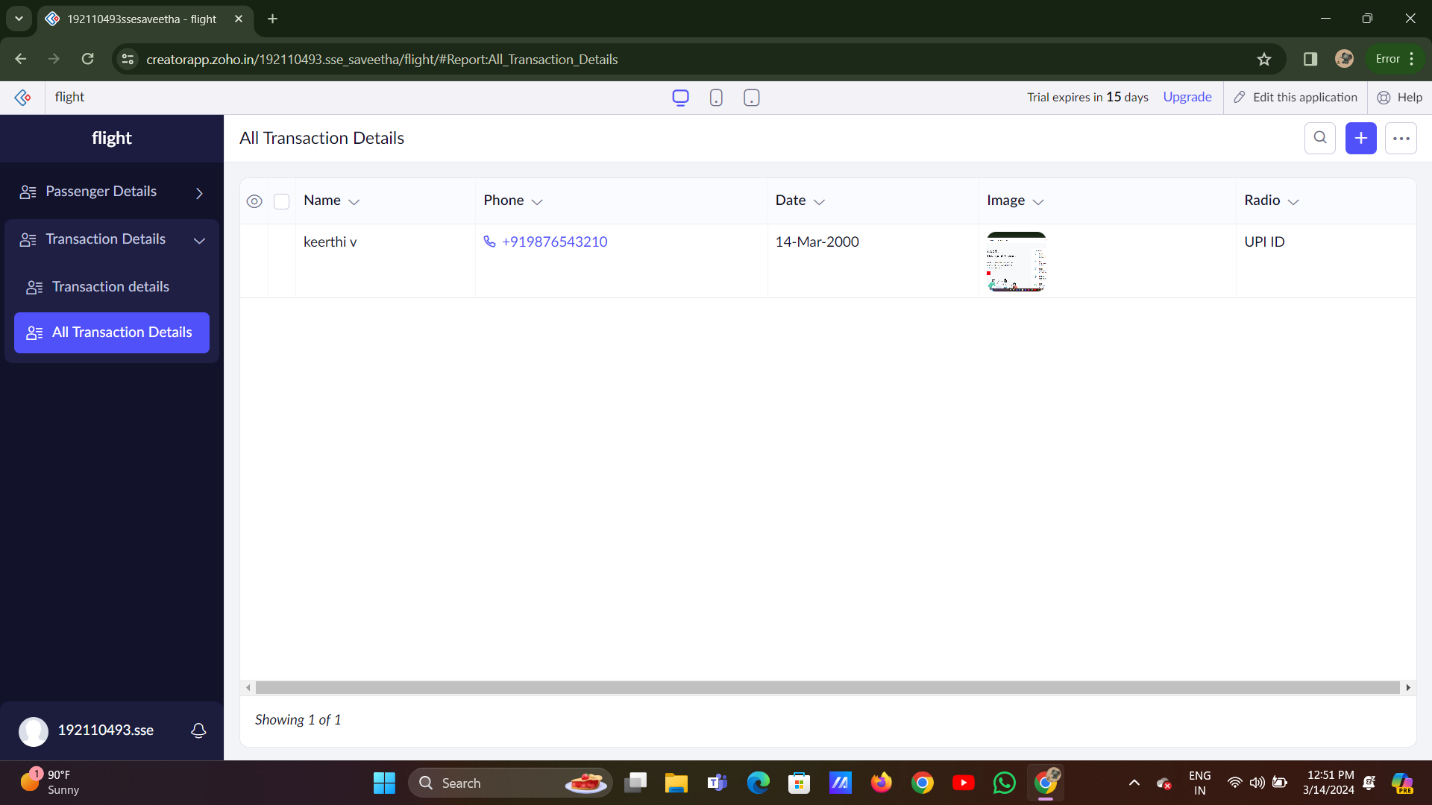 192110493ssesaveetha - flight
creatorapp.zoho.in/192110493.sse_saveetha/flight/#Report:All_Transaction_Details
Error
flight
Trial expires in 15 days Upgrade Edit this application Help
flight
All Transaction Details
Passenger Details
Transaction Details
Transaction details
All Transaction Details
Name Phone Date Image Radio
keerthi v +919876543210 14-Mar-2000 UPI ID
Showing 1 of 1
192110493.sse
1
90°F
Sunny
Search
ENG
IN
12:51 PM
3/14/2024
PRE